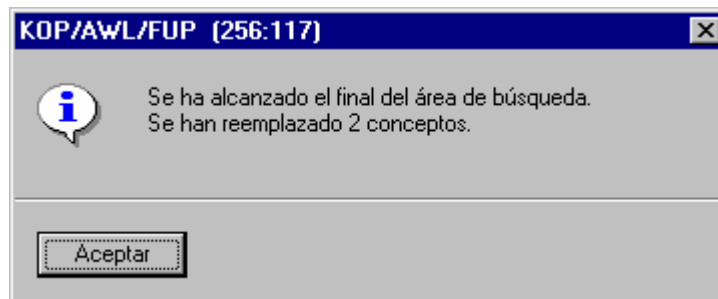 KOP/AWL/FUP (256:117)
Se ha alcanzado el final del área de búsqueda.
Se han reemplazado 2 conceptos.
Aceptar